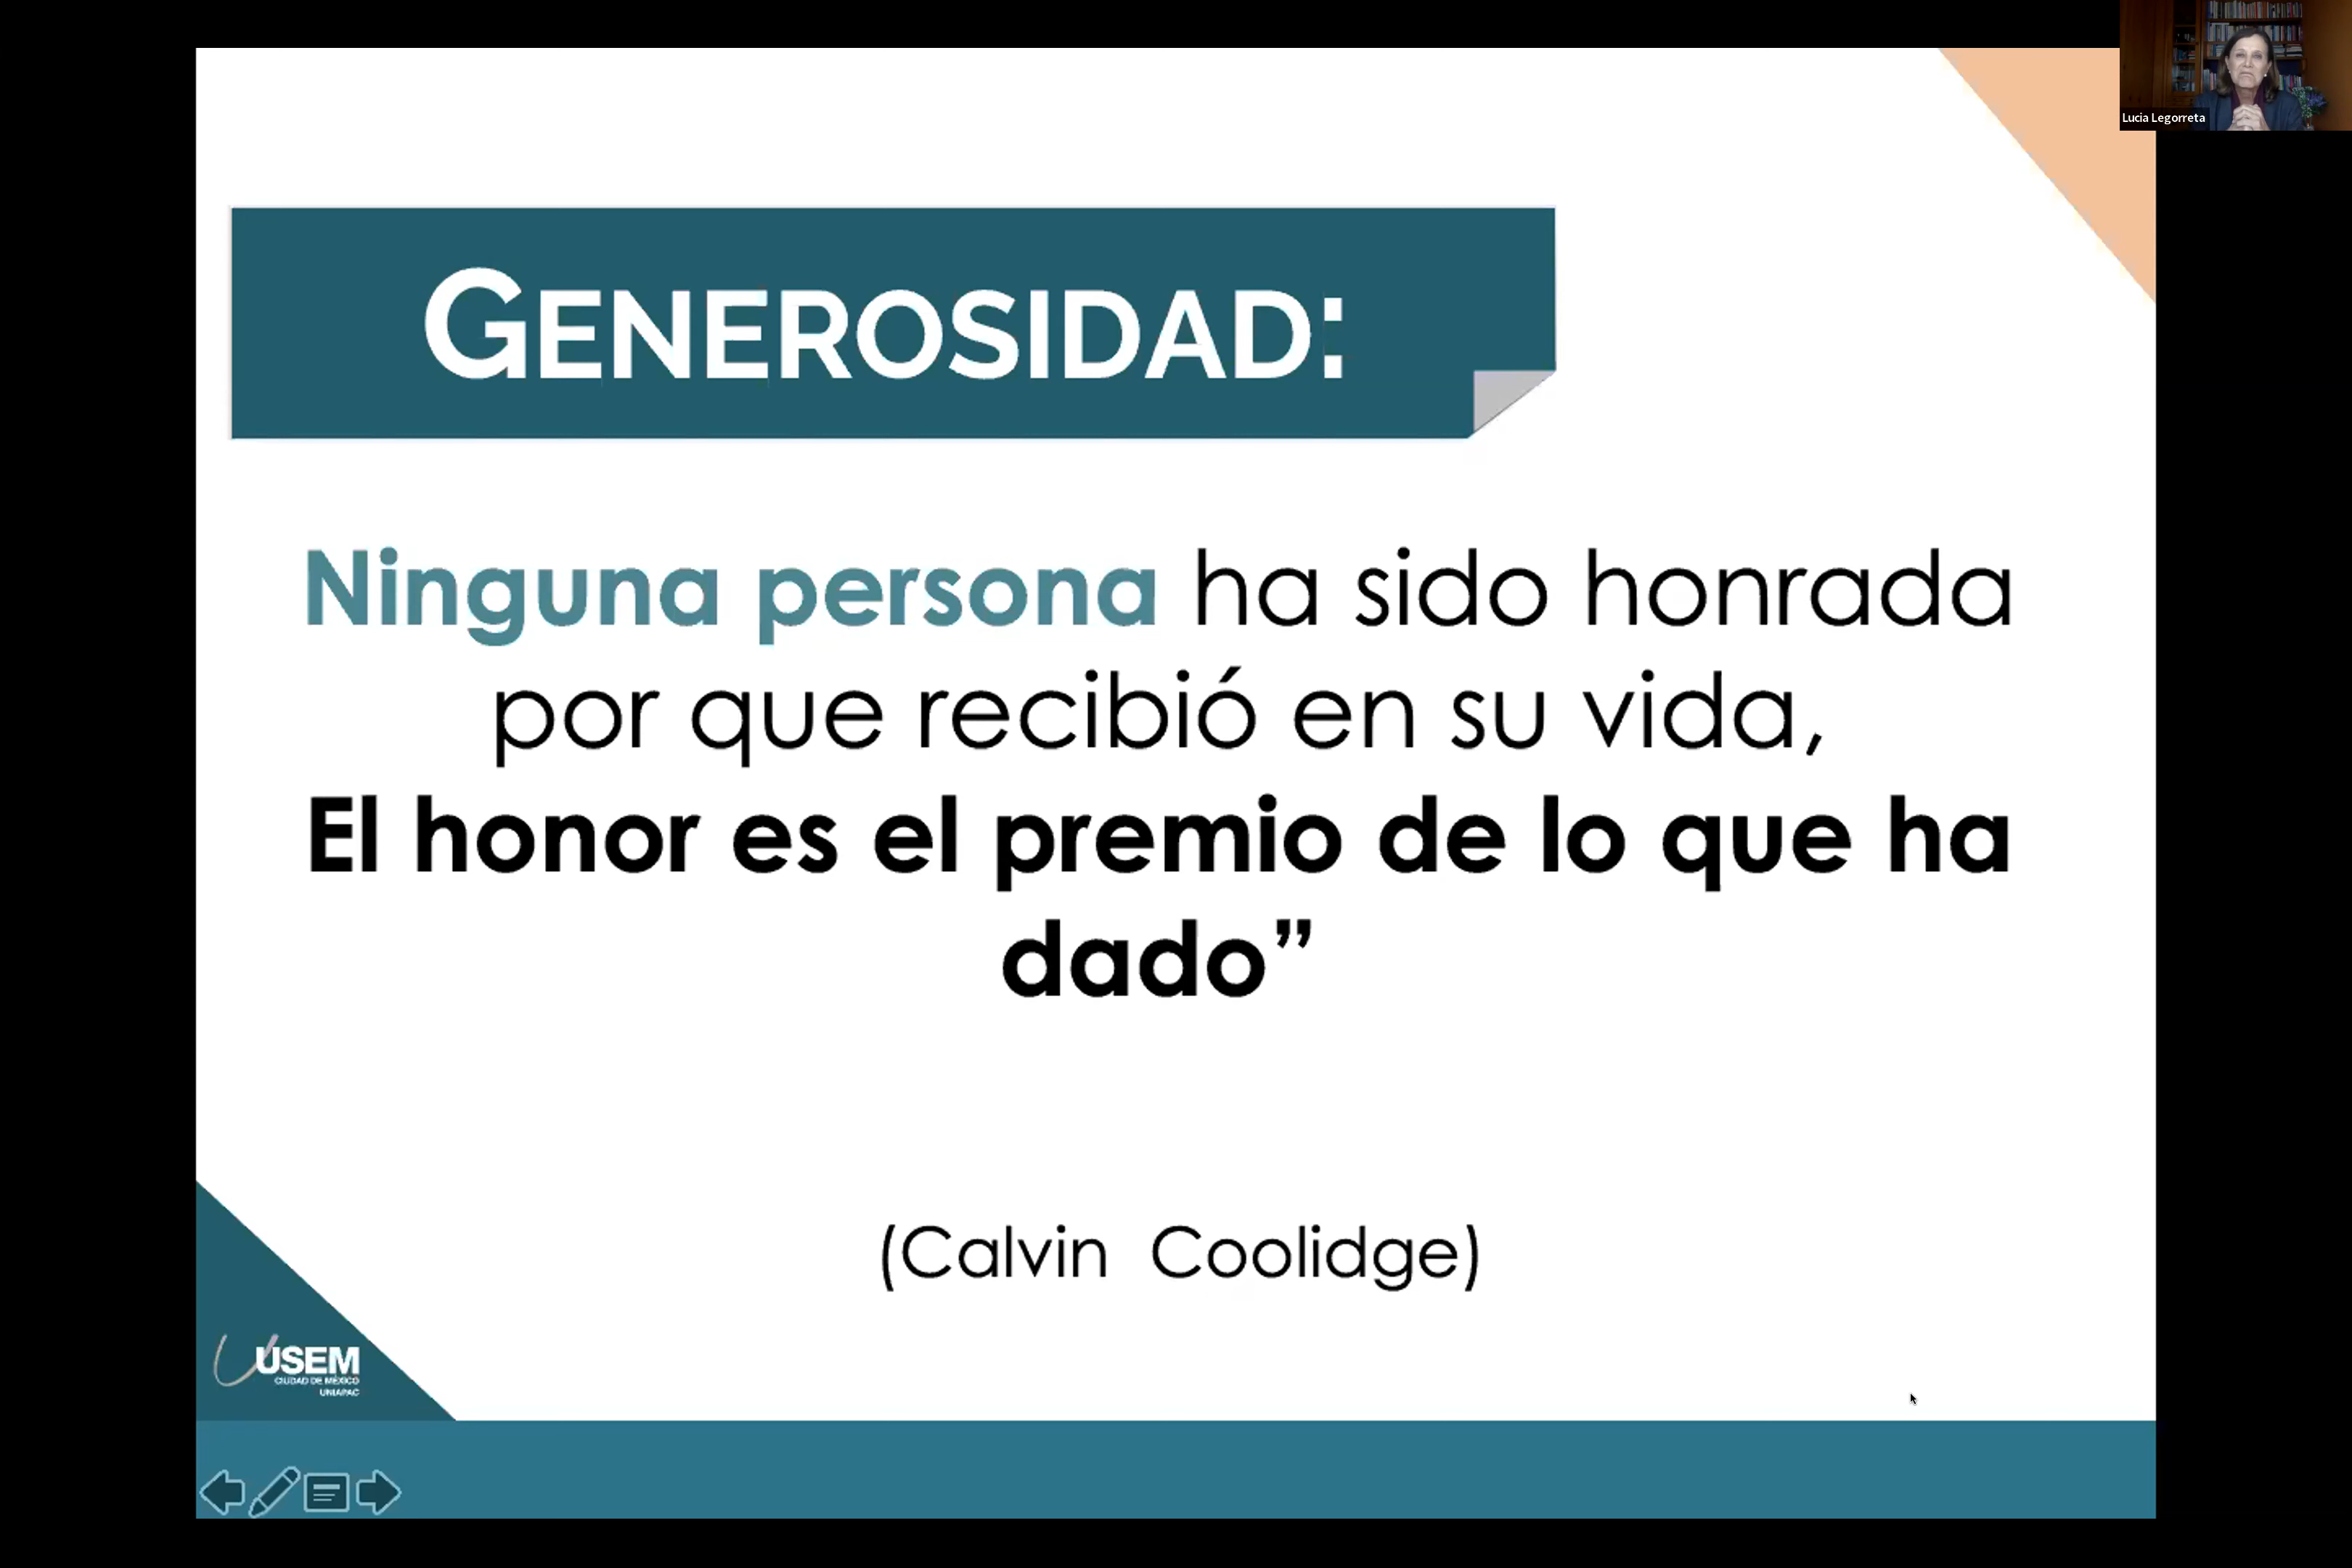 Lucia Legorreta
GENEROSIDAD:
Ninguna persona ha sido honrada
por que recibió en su vida,
El honor es el premio de lo que ha
dado”
(Calvin Coolidge)
USEM
CIUDAD DE MÉXICO
UNIAPAC